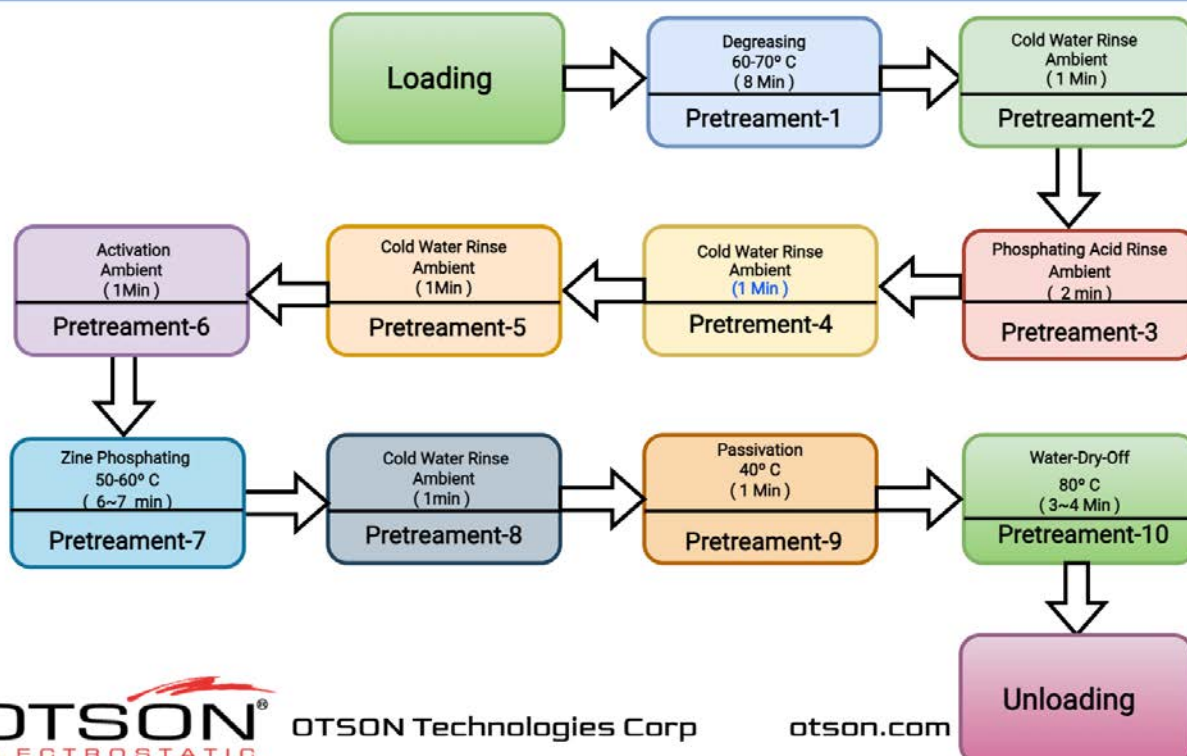 Loading
Degreasing
60-70º C
( 8 Min )
Pretreament-1
Cold Water Rinse
Ambient
( 1 Min )
Pretreament-2
Phosphating Acid Rinse
Ambient
( 2 min )
Pretreament-3
Cold Water Rinse
Ambient
(1 Min )
Pretrement-4
Cold Water Rinse
Ambient
( 1Min )
Pretreament-5
Activation
Ambient
( 1Min )
Pretreament-6
Zine Phosphating
50-60º C
( 6~7 min )
Pretreament-7
Cold Water Rinse
Ambient
( 1min )
Pretreament-8
Passivation
40º C
( 1 Min )
Pretreament-9
Water-Dry-Off
80º C
( 3~4 Min )
Pretreament-10
Unloading
OTSON®
LECTROSTATIC
OTSON Technologies Corp
otson.com